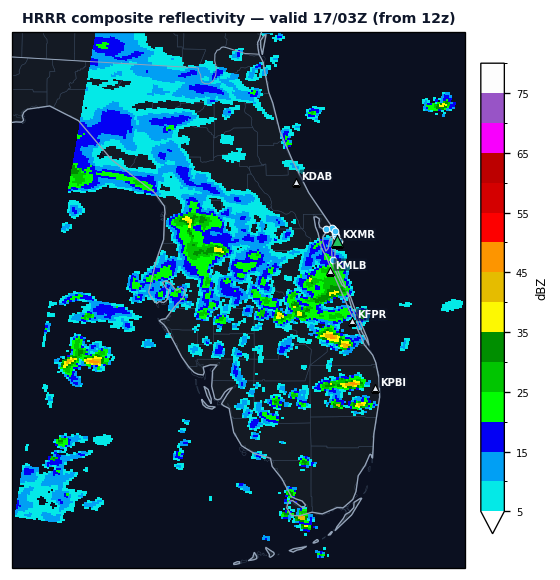 HRRR composite reflectivity — valid 17/03Z (from 12z)
KDAB
KXMR
KMLB
KFPR
KPBI
75
65
55
45
35
25
15
5
dBZ